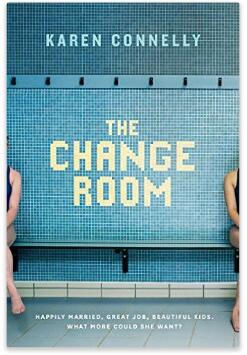 KAREN CONNELLY
THE
CHANGE
ROOM
HAPPILY MARRIED, GREAT JOB, BEAUTIFUL KIDS.
WHAT MORE COULD SHE WANT?